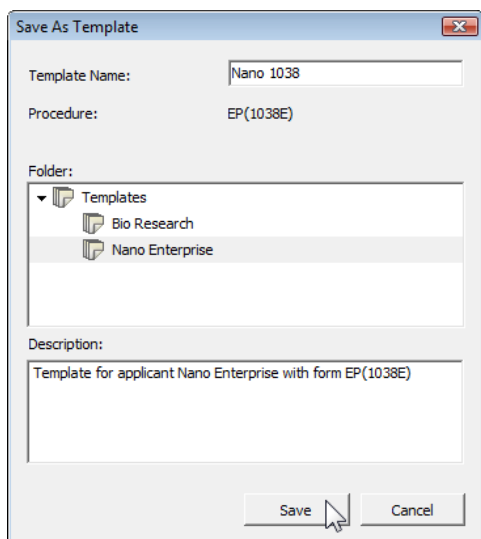 Save As Template
Template Name: Nano 1038
Procedure: EP(1038E)
Folder:
Templates
Bio Research
Nano Enterprise
Description:
Template for applicant Nano Enterprise with form EP(1038E)
Save Cancel